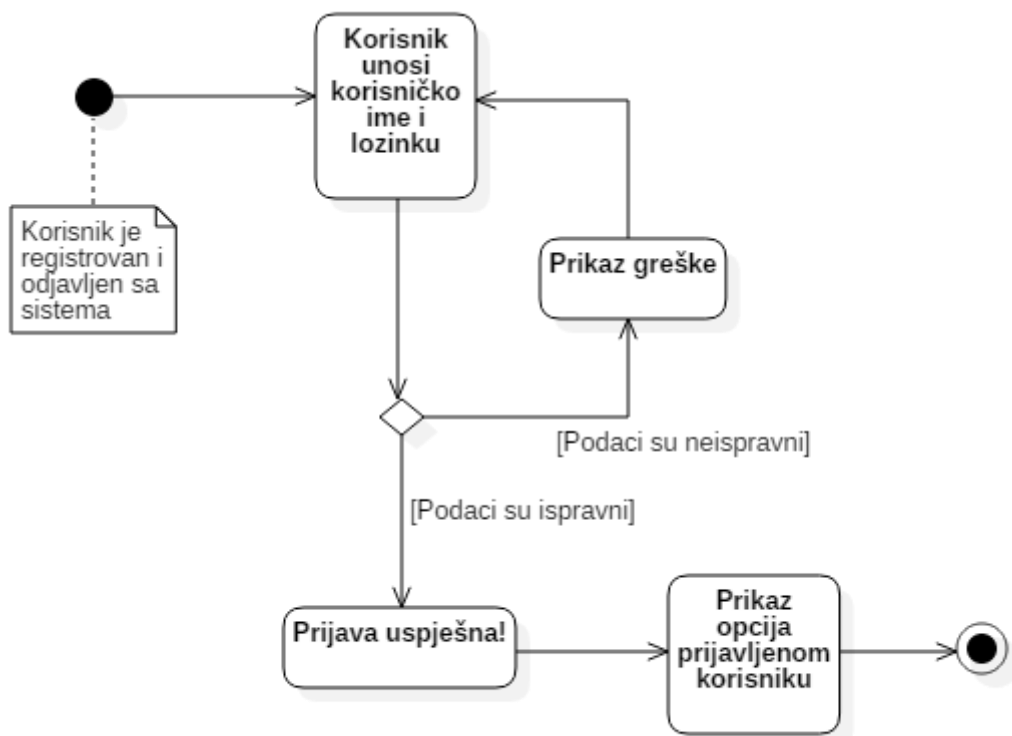 Korisnik
unosi
korisničko
ime i
lozinku
Korisnik je
registrovan i
odjavljen sa
sistema
Prikaz greške
[Podaci su neispravni]
[Podaci su ispravni]
Prijava uspješna!
Prikaz
opcija
prijavljenom
korisniku